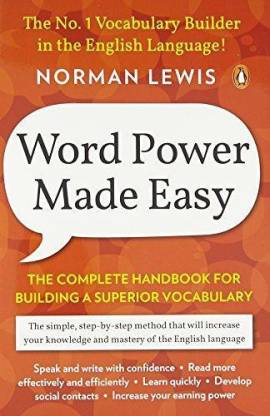 The No. 1 Vocabulary Builder
in the English Language!
NORMAN LEWIS
Word Power
Made Easy
THE COMPLETE HANDBOOK FOR
BUILDING A SUPERIOR VOCABULARY
The simple, step-by-step method that will increase
your knowledge and mastery of the English language
Speak and write with confidence • Read more
effectively and efficiently • Learn quickly • Develop
social contacts • Increase your earning power